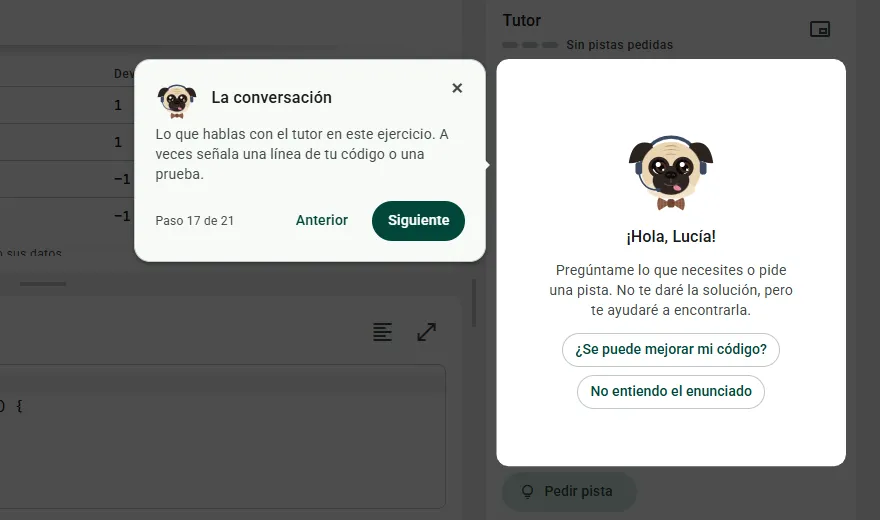 Tutor
Sin pistas pedidas
1
1
−1
−1
sus datos
) {
La conversación
Lo que hablas con el tutor en este ejercicio. A
veces señala una línea de tu código o una
prueba.
Paso 17 de 21
Anterior
Siguiente
¡Hola, Lucía!
Pregúntame lo que necesites o pide
una pista. No te daré la solución, pero
te ayudaré a encontrarla.
¿Se puede mejorar mi código?
No entiendo el enunciado
Pedir pista